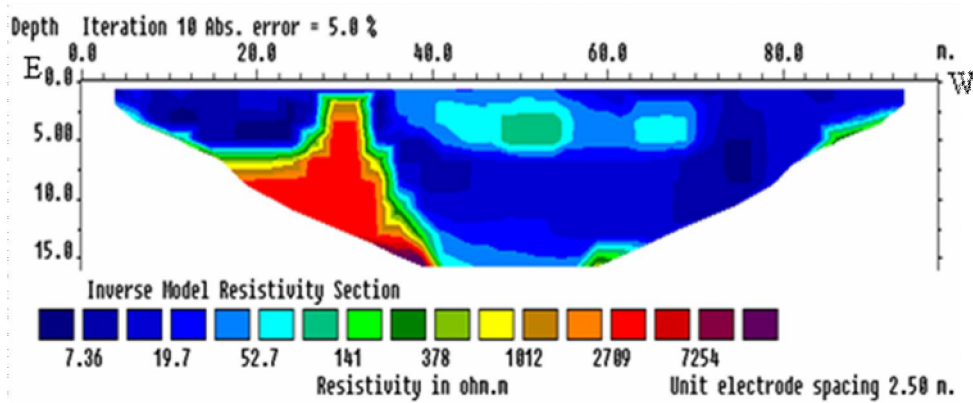 Depth Iteration 10 Abs. error = 5.0 %
0.0 20.0 40.0 60.0 80.0 n.
E 0.0 W
5.00
10.0
15.0
Inverse Model Resistivity Section
7.36 19.7 52.7 141 378 1012 2709 7254
Resistivity in ohm.m Unit electrode spacing 2.50 m.